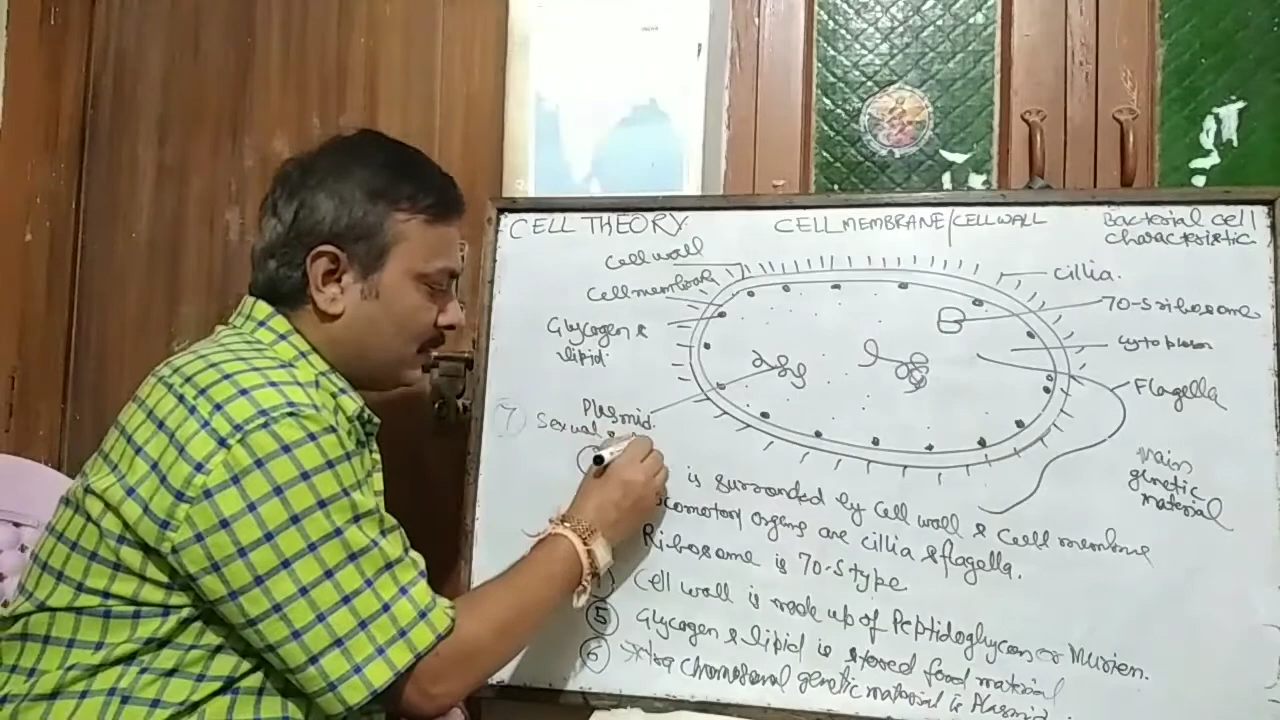 CELL THEORY
CELL MEMBRANE/CELL WALL
Bacterial cell
characteristic
Cell wall
Cell membrane
Glycogen &
lipid
Plasmid
7 Sexual
Cillia
70-S ribosome
cytoplasm
Flagella
Main
genetic
material
is surrounded by cell wall & cell membrane
organs are cillia & flagella.
Ribosome is 70-S type
Cell wall is made up of Peptidoglycan or Murien.
5 Glycogen & lipid is stored food material
6 chromosomal genetic material is Plasmid.